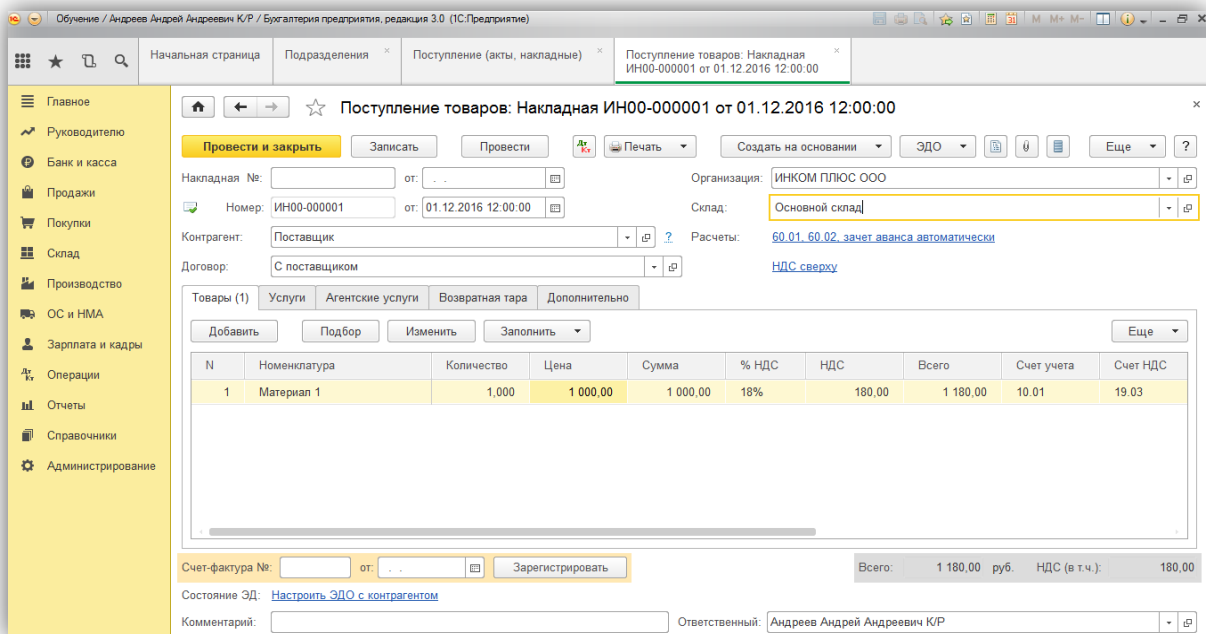 Обучение / Андреев Андрей Андреевич К/Р / Бухгалтерия предприятия, редакция 3.0 (1С:Предприятие)
M M+ M-
Начальная страница
Подразделения
Поступление (акты, накладные)
Поступление товаров: Накладная
ИН00-000001 от 01.12.2016 12:00:00
Главное
Руководителю
Банк и касса
Продажи
Покупки
Склад
Производство
ОС и НМА
Зарплата и кадры
Операции
Отчеты
Справочники
Администрирование
Поступление товаров: Накладная ИН00-000001 от 01.12.2016 12:00:00
Провести и закрыть Записать Провести Дт Кт Печать Создать на основании ЭДО Еще ?
Накладная №: от: . . Организация: ИНКОМ ПЛЮС ООО
Номер: ИН00-000001 от: 01.12.2016 12:00:00 Склад: Основной склад
Контрагент: Поставщик ? Расчеты: 60.01, 60.02, зачет аванса автоматически
Договор: С поставщиком НДС сверху
Товары (1) Услуги Агентские услуги Возвратная тара Дополнительно
Добавить Подбор Изменить Заполнить Еще
N Номенклатура Количество Цена Сумма % НДС НДС Всего Счет учета Счет НДС
1 Материал 1 1,000 1 000,00 1 000,00 18% 180,00 1 180,00 10.01 19.03
Счет-фактура №: от: . . Зарегистрировать Всего: 1 180,00 руб. НДС (в т.ч.): 180,00
Состояние ЭД: Настроить ЭДО с контрагентом
Комментарий: Ответственный: Андреев Андрей Андреевич К/Р